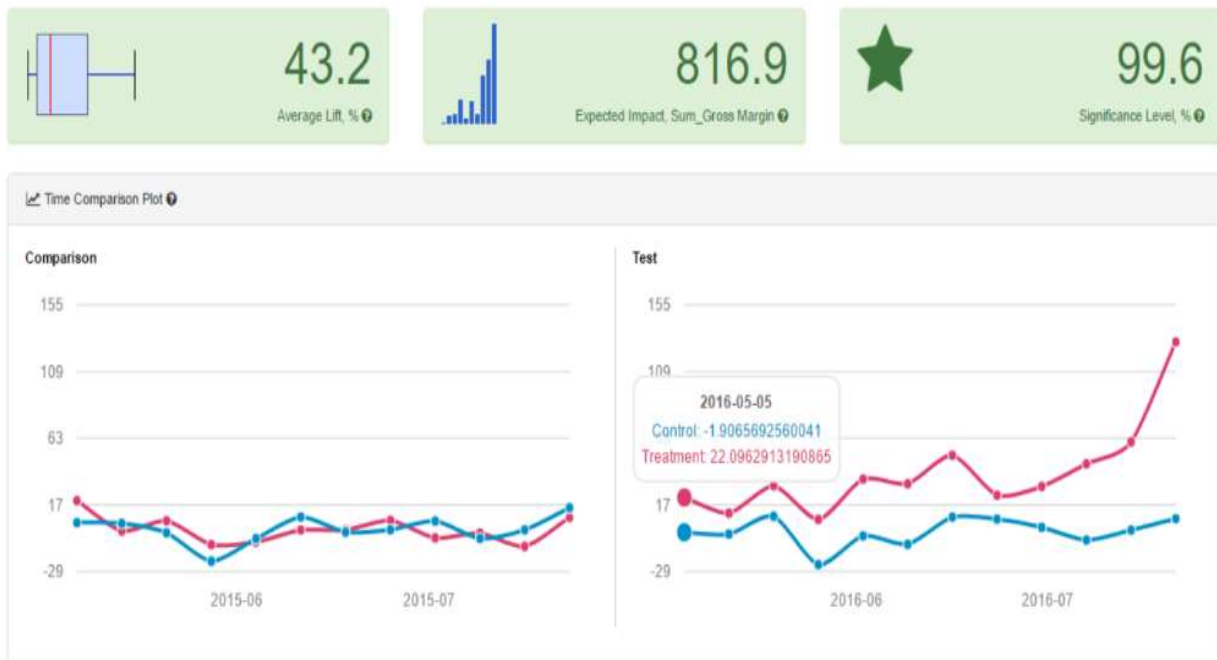 43.2
Average Lift, %
816.9
Expected Impact, Sum_Gross Margin
99.6
Significance Level, %
Time Comparison Plot
Comparison
155
109
63
17
-29
2015-06 2015-07
Test
155
109
2016-05-05
Control: -1.9065692560041
Treatment: 22.0962913190865
17
-29
2016-06 2016-07